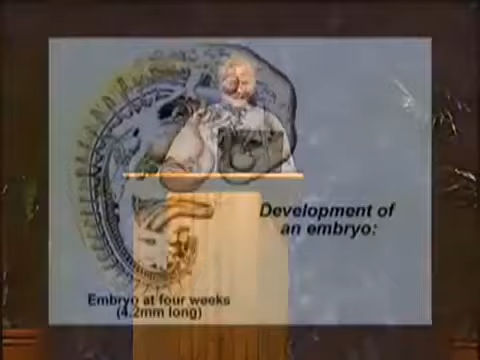 Development of
an embryo:
Embryo at four weeks
(4.2mm long)